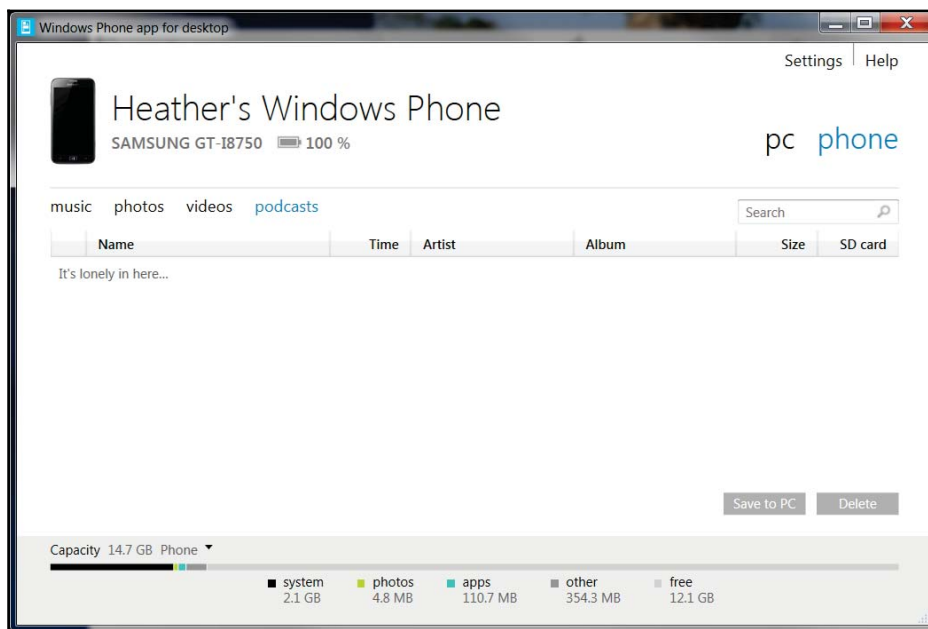 Windows Phone app for desktop
Settings Help
Heather's Windows Phone
SAMSUNG GT-I8750 100 %
pc phone
music photos videos podcasts
Search
Name Time Artist Album Size SD card
It's lonely in here...
Save to PC Delete
Capacity 14.7 GB Phone
system photos apps other free
2.1 GB 4.8 MB 110.7 MB 354.3 MB 12.1 GB